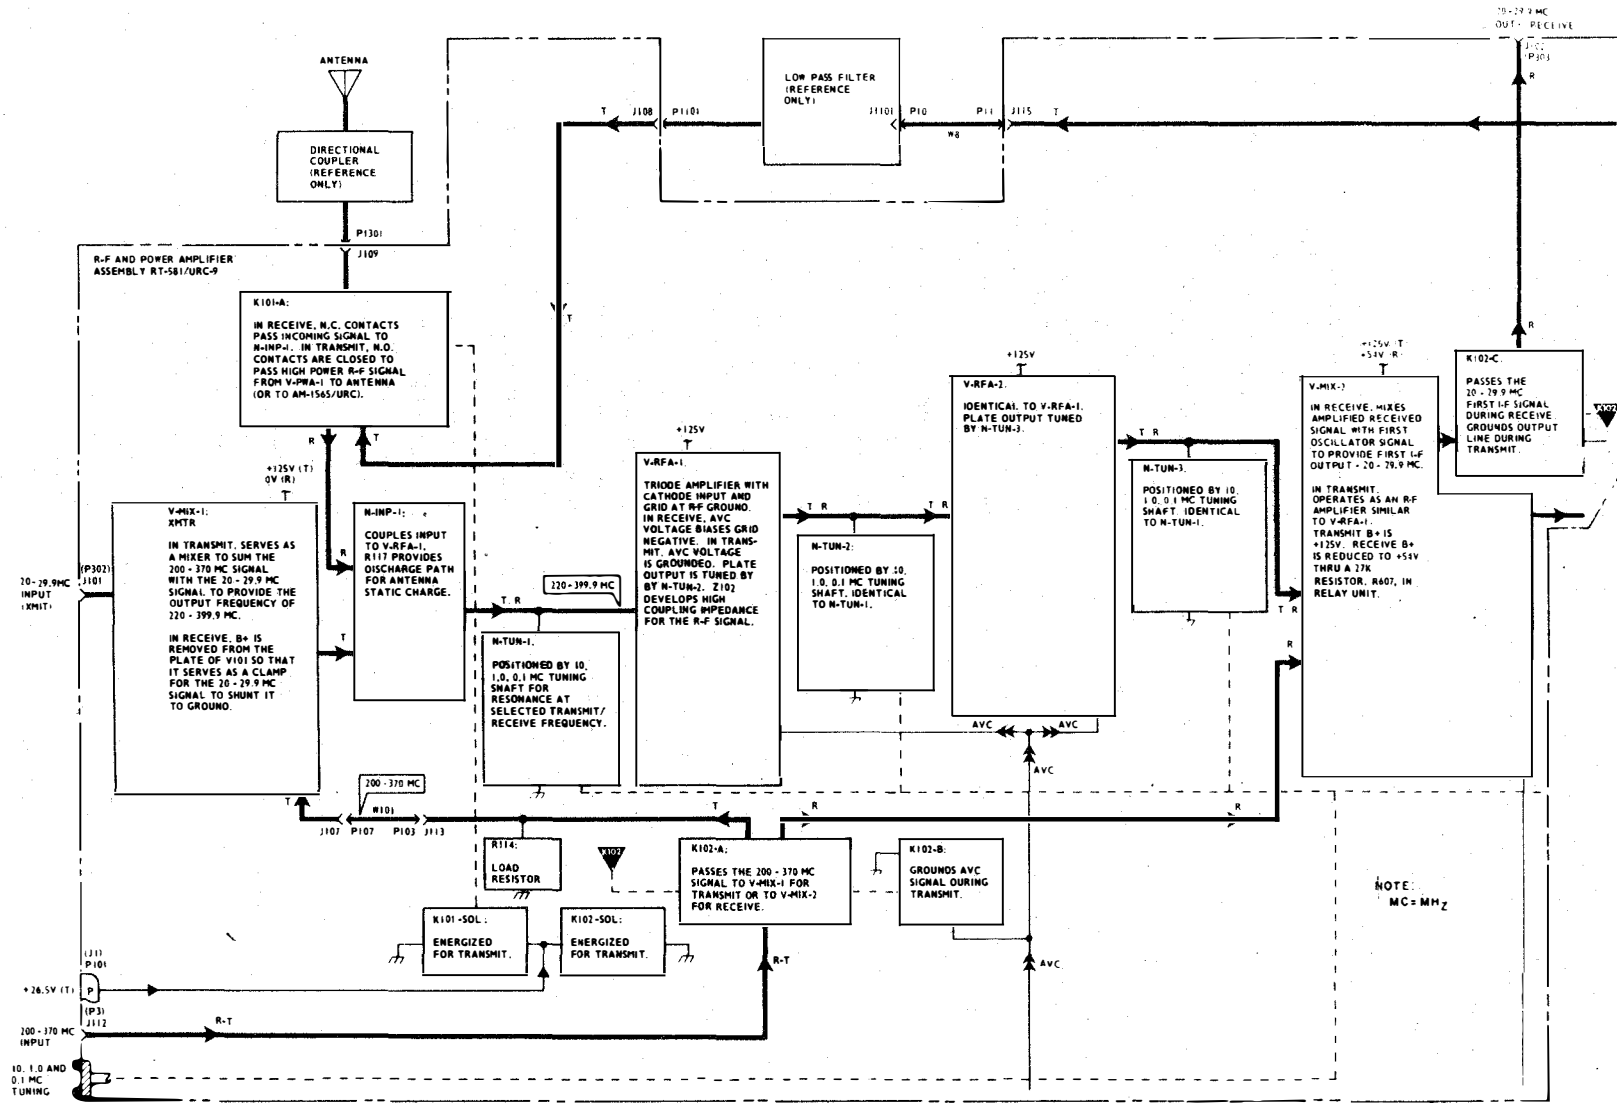 20-29.9 MC
OUT- RECEIVE
J102
(P303
R
ANTENNA
LOW PASS FILTER
(REFERENCE
ONLY)
T
J108
P1101
J1101
P10
P11
J115
T
W8
DIRECTIONAL
COUPLER
(REFERENCE
ONLY)
P1301
J109
R-F AND POWER AMPLIFIER
ASSEMBLY RT-581/URC-9
K101-A:
IN RECEIVE, N.C. CONTACTS
PASS INCOMING SIGNAL TO
N-INP-1. IN TRANSMIT, N.O.
CONTACTS ARE CLOSED TO
PASS HIGH POWER R-F SIGNAL
FROM V-PWA-1 TO ANTENNA
(OR TO AM-1565/URC).
T
R
T
R
+125V (T)
0V (R)
+125V
+125V
+125V (T)
+54V (R)
V-MIX-1:
XMTR
IN TRANSMIT, SERVES AS
A MIXER TO SUM THE
200-370 MC SIGNAL
WITH THE 20-29.9 MC
SIGNAL TO PROVIDE THE
OUTPUT FREQUENCY OF
220-399.9 MC.
IN RECEIVE, B+ IS
REMOVED FROM THE
PLATE OF V101 SO THAT
IT SERVES AS A CLAMP
FOR THE 20-29.9 MC
SIGNAL TO SHUNT IT
TO GROUND.
(P302)
J101
20-29.9MC
INPUT
(XMIT)
R
T
N-INP-1:
COUPLES INPUT
TO V-RFA-1.
R117 PROVIDES
DISCHARGE PATH
FOR ANTENNA
STATIC CHARGE.
T R
220-399.9 MC
N-TUN-1.
POSITIONED BY 10,
1.0, 0.1 MC TUNING
SHAFT FOR
RESONANCE AT
SELECTED TRANSMIT/
RECEIVE FREQUENCY.
V-RFA-1.
TRIODE AMPLIFIER WITH
CATHODE INPUT AND
GRID AT R-F GROUND.
IN RECEIVE, AVC
VOLTAGE BIASES GRID
NEGATIVE. IN TRANS-
MIT, AVC VOLTAGE
IS GROUNDED. PLATE
OUTPUT IS TUNED BY
BY N-TUN-2. Z102
DEVELOPS HIGH
COUPLING IMPEDANCE
FOR THE R-F SIGNAL.
T R
T R
N-TUN-2:
POSITIONED BY 10,
1.0, 0.1 MC TUNING
SHAFT. IDENTICAL
TO N-TUN-1.
V-RFA-2.
IDENTICAL TO V-RFA-1.
PLATE OUTPUT TUNED
BY N-TUN-3.
T R
N-TUN-3.
POSITIONED BY 10,
1.0, 0.1 MC TUNING
SHAFT. IDENTICAL
TO N-TUN-1.
T R
R
V-MIX-2
IN RECEIVE, MIXES
AMPLIFIED RECEIVED
SIGNAL WITH FIRST
OSCILLATOR SIGNAL
TO PROVIDE FIRST I-F
OUTPUT - 20-29.9 MC.
IN TRANSMIT,
OPERATES AS AN R-F
AMPLIFIER SIMILAR
TO V-RFA-1.
TRANSMIT B+ IS
+125V. RECEIVE B+
IS REDUCED TO +54V
THRU A 27K
RESISTOR, R607, IN
RELAY UNIT.
R
K102-C.
PASSES THE
20-29.9 MC
FIRST I-F SIGNAL
DURING RECEIVE.
GROUNDS OUTPUT
LINE DURING
TRANSMIT.
K102
AVC
AVC
AVC
T
200-370 MC
W101
J107
P107
P103
J113
T
R
R
R114:
LOAD
RESISTOR
K102
K102-A:
PASSES THE 200-370 MC
SIGNAL TO V-MIX-1 FOR
TRANSMIT OR TO V-MIX-2
FOR RECEIVE.
K102-B:
GROUNDS AVC
SIGNAL DURING
TRANSMIT.
NOTE:
MC=MHZ
K101-SOL:
ENERGIZED
FOR TRANSMIT.
K102-SOL:
ENERGIZED
FOR TRANSMIT.
R-T
AVC
(J1)
P101
+26.5V (T)
P
(P3)
J112
200-370 MC
INPUT
R-T
10, 1.0 AND
0.1 MC
TUNING